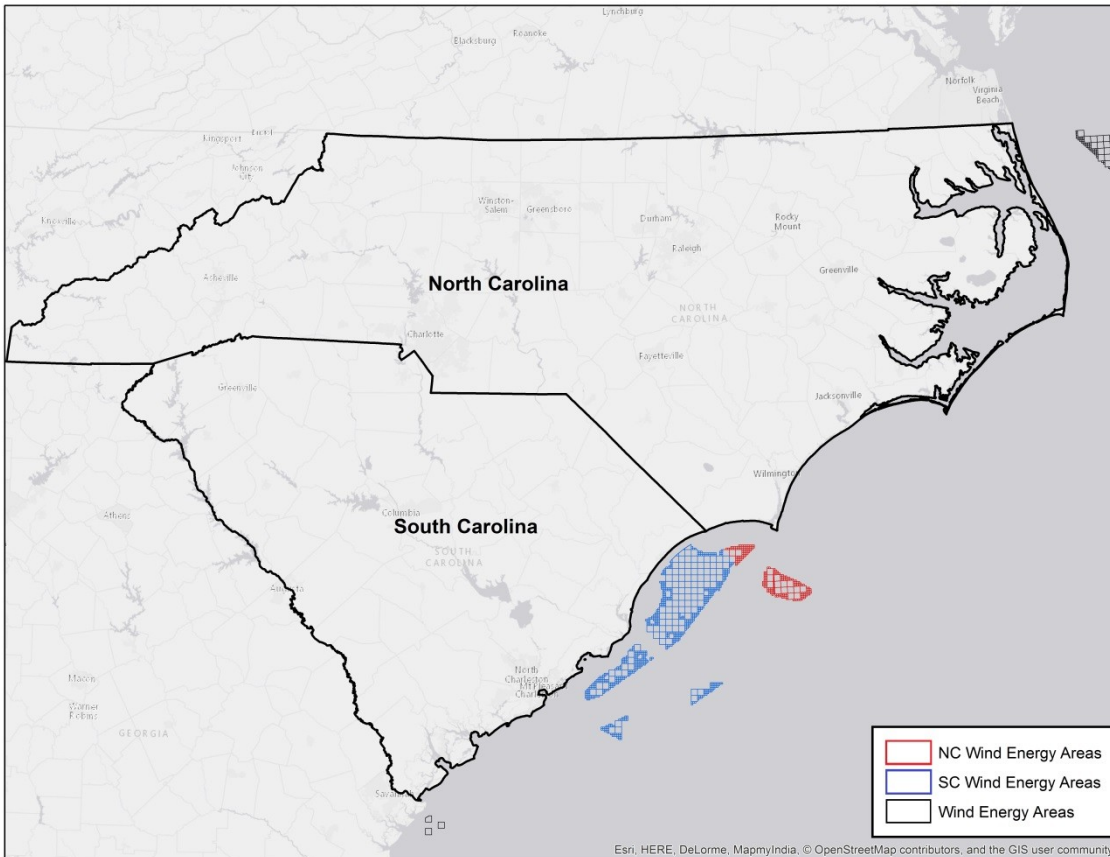 Lynchburg
Roanoke
Blacksburg
Norfolk
Virginia
Beach
Kingsport
Johnson
City
Knoxville
Winston-
Salem
Greensboro
Durham
Rocky
Mount
Raleigh
Asheville
North Carolina
Greenville
NORTH
CAROLINA
Charlotte
Fayetteville
Greenville
Jacksonville
Wilmington
Athens
Columbia
South Carolina
SOUTH
CAROLINA
Augusta
North
Charleston
Mt Pleasant
Charleston
Macon
Warner
Robins
GEORGIA
Savannah
NC Wind Energy Areas
SC Wind Energy Areas
Wind Energy Areas
Esri, HERE, DeLorme, MapmyIndia, © OpenStreetMap contributors, and the GIS user community